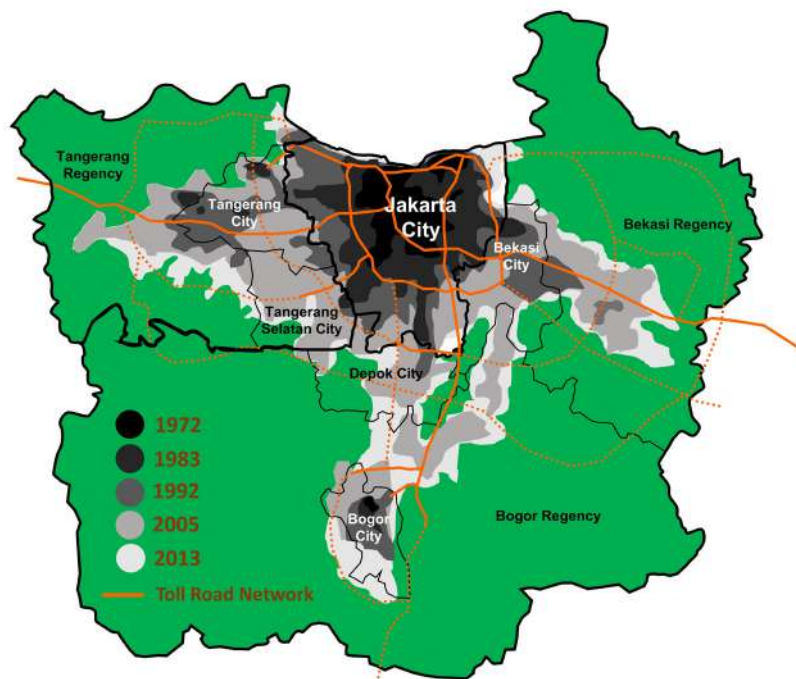 Tangerang
Regency
Tangerang
City
Jakarta
City
Bekasi Regency
Bekasi
City
Tangerang
Selatan City
Depok City
1972
1983
1992
2005
2013
Toll Road Network
Bogor
City
Bogor Regency